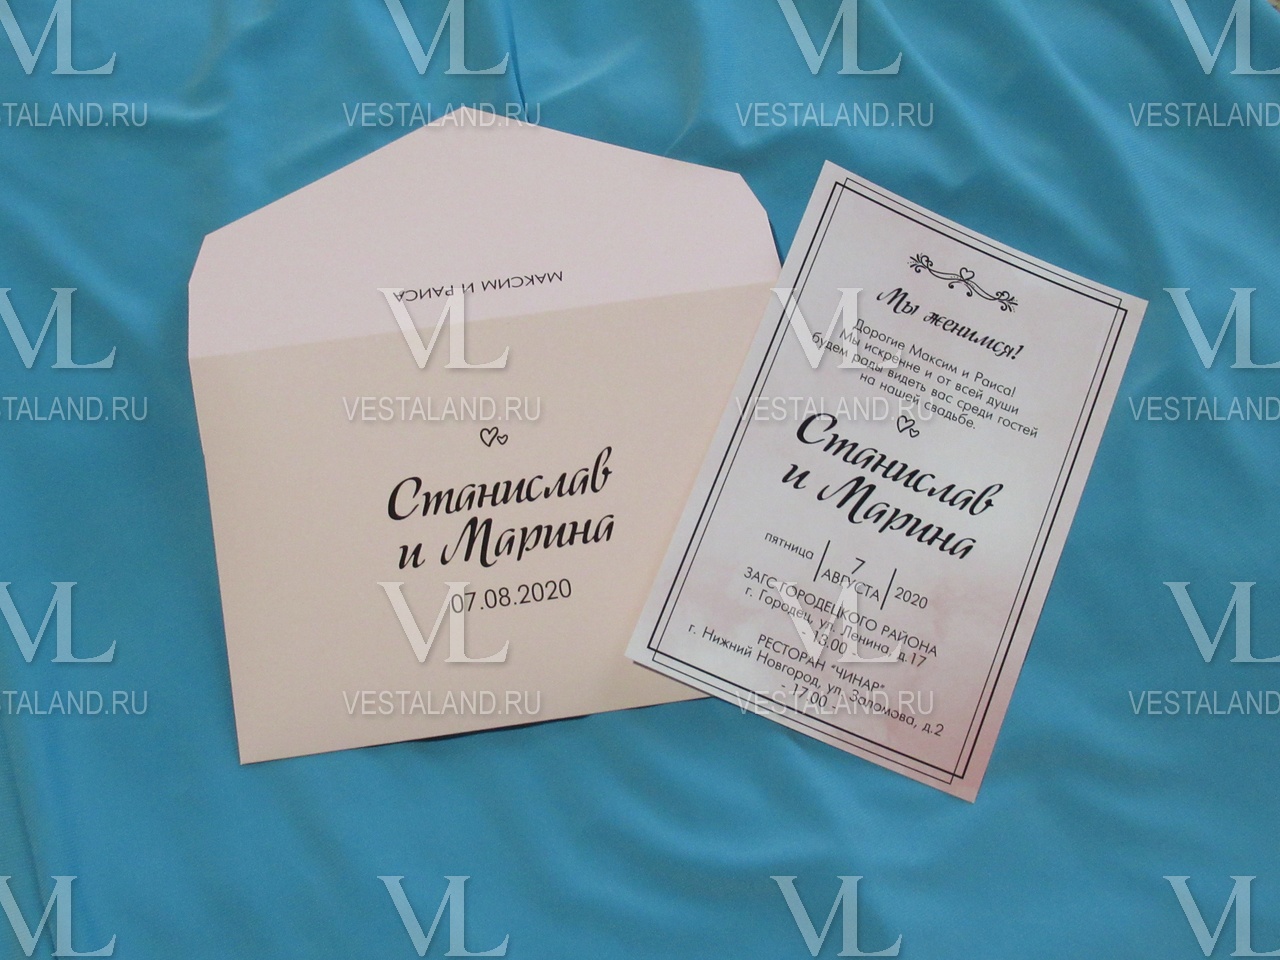 МАКСИМ И РАИСА
Станислав
и Марина
07.08.2020
Мы женимся!
Дорогие Максим и Раиса!
Мы искренне и от всей души
будем рады видеть вас среди гостей
на нашей свадьбе.
Станислав
и Марина
пятница 7 АВГУСТА 2020
ЗАГС ГОРОДЕЦКОГО РАЙОНА
г. Городец, ул. Ленина, д.17
- 13.00 -
РЕСТОРАН "ЧИНАР"
г. Нижний Новгород, ул. Заломова, д.2
- 17.00 -
VL
VESTALAND.RU